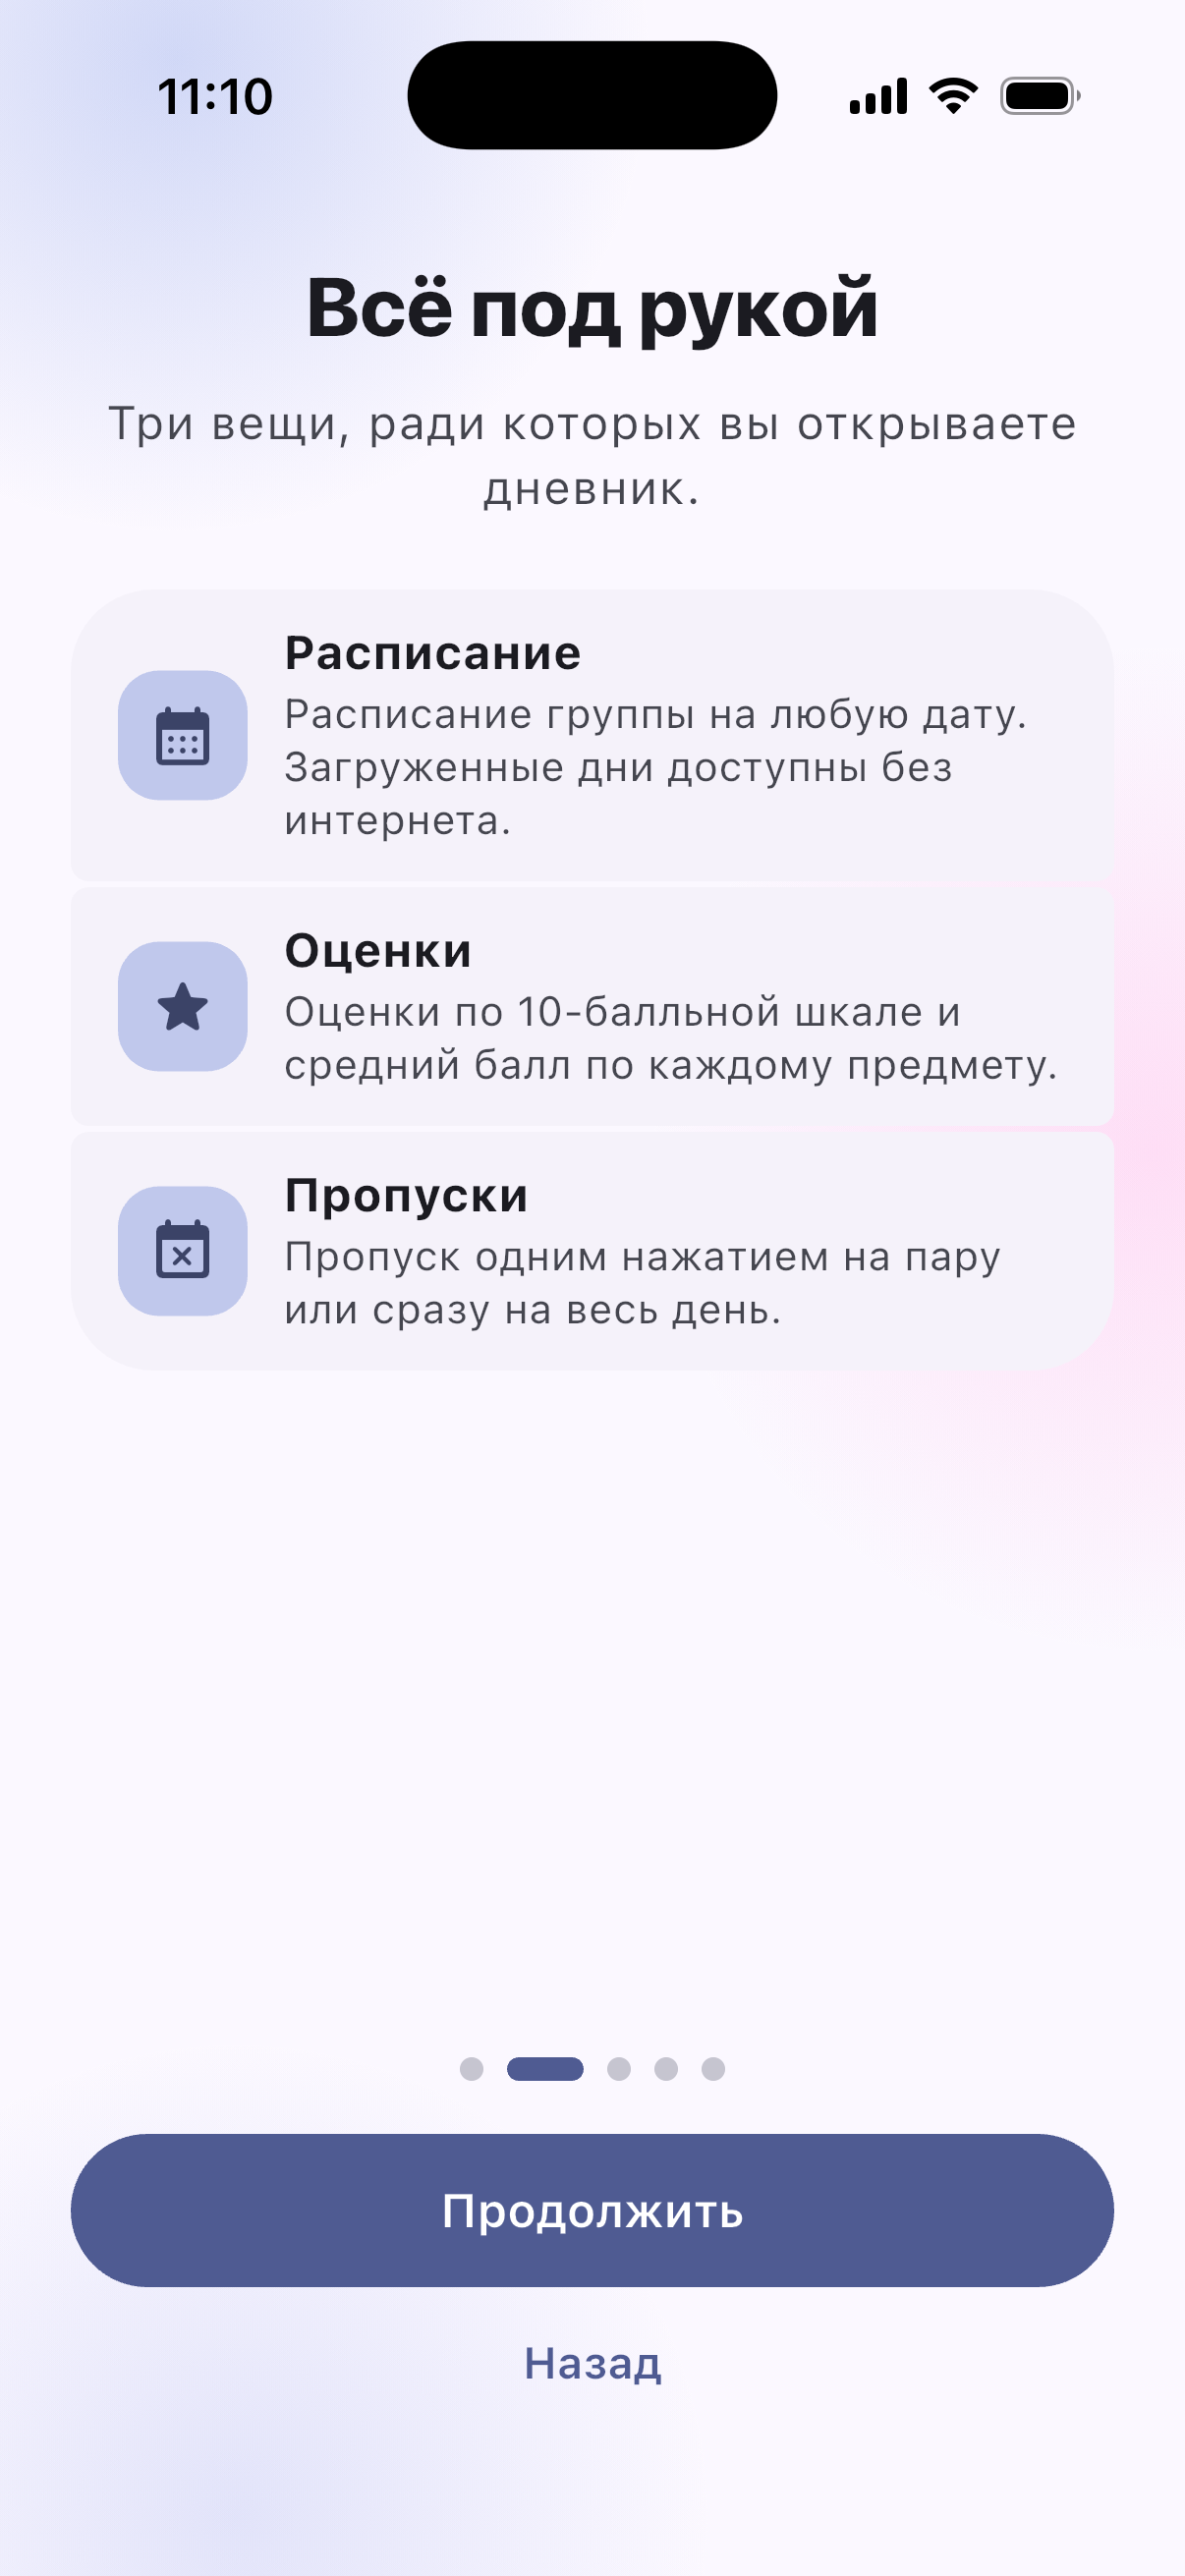 11:10
Всё под рукой
Три вещи, ради которых вы открываете
дневник.
Расписание
Расписание группы на любую дату.
Загруженные дни доступны без
интернета.
Оценки
Оценки по 10-балльной шкале и
средний балл по каждому предмету.
Пропуски
Пропуск одним нажатием на пару
или сразу на весь день.
Продолжить
Назад